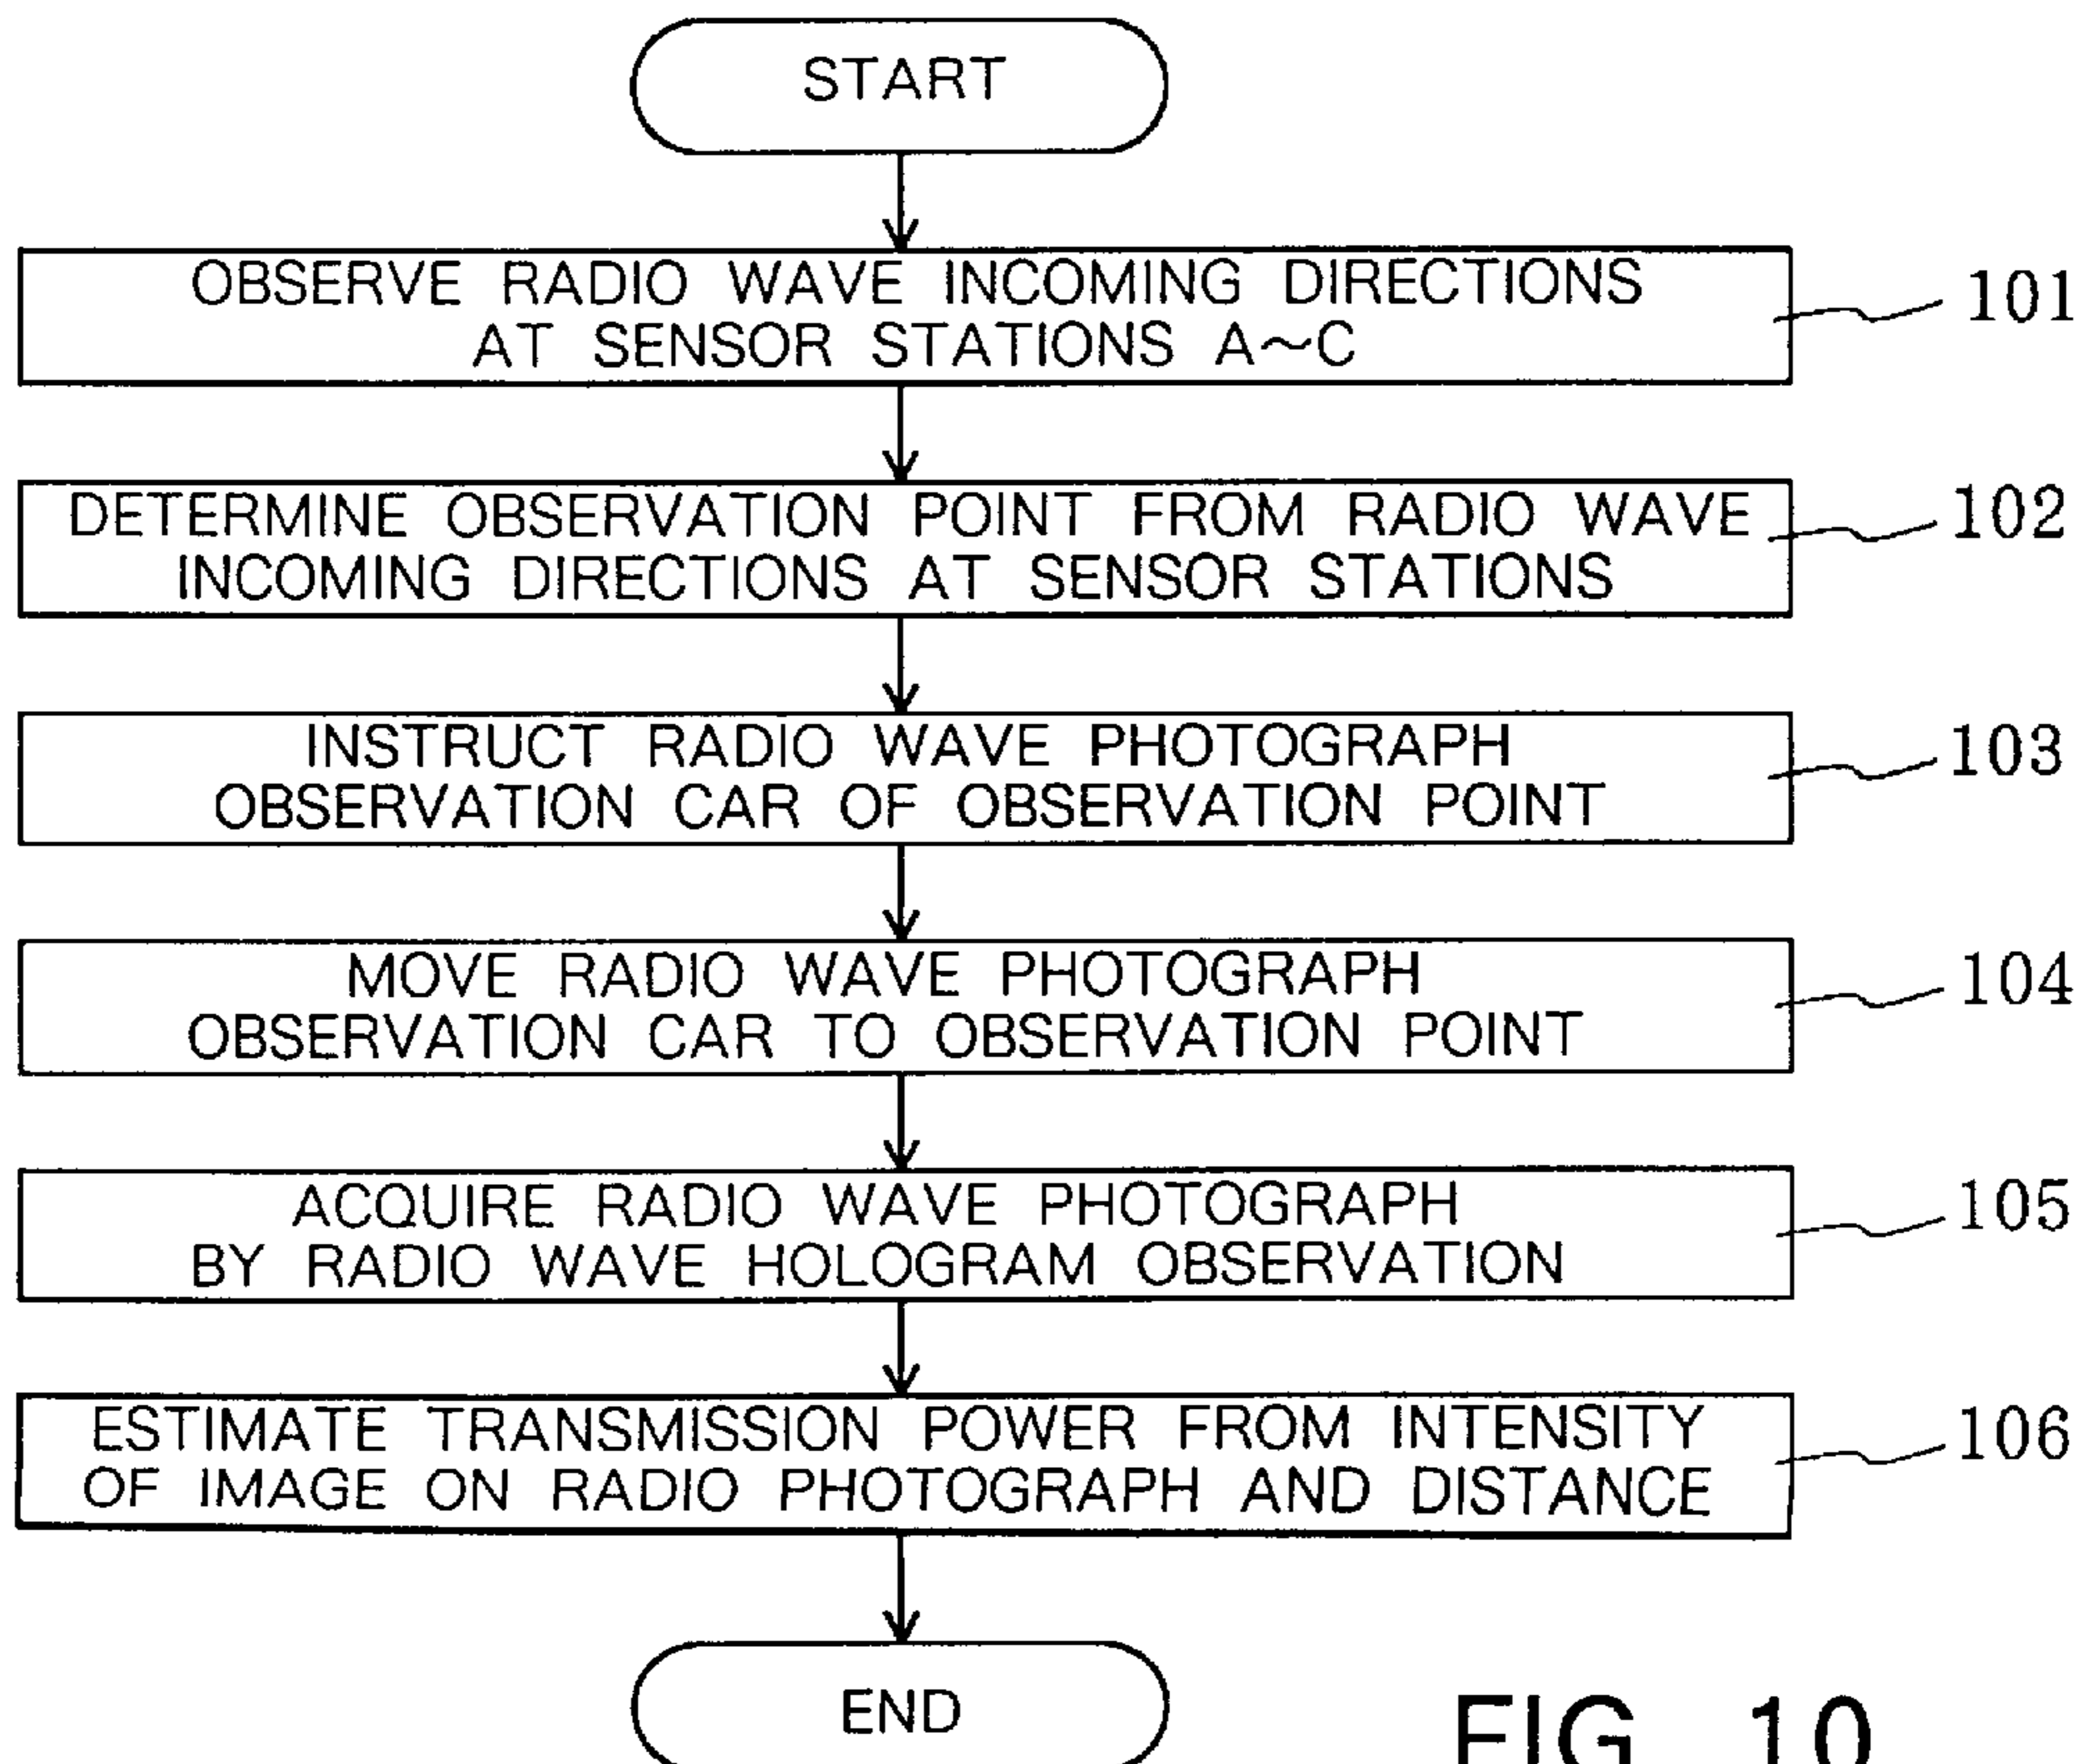 START
OBSERVE RADIO WAVE INCOMING DIRECTIONS
AT SENSOR STATIONS A~C
101
DETERMINE OBSERVATION POINT FROM RADIO WAVE
INCOMING DIRECTIONS AT SENSOR STATIONS
102
INSTRUCT RADIO WAVE PHOTOGRAPH
OBSERVATION CAR OF OBSERVATION POINT
103
MOVE RADIO WAVE PHOTOGRAPH
OBSERVATION CAR TO OBSERVATION POINT
104
ACQUIRE RADIO WAVE PHOTOGRAPH
BY RADIO WAVE HOLOGRAM OBSERVATION
105
ESTIMATE TRANSMISSION POWER FROM INTENSITY
OF IMAGE ON RADIO PHOTOGRAPH AND DISTANCE
106
END
FIG 10